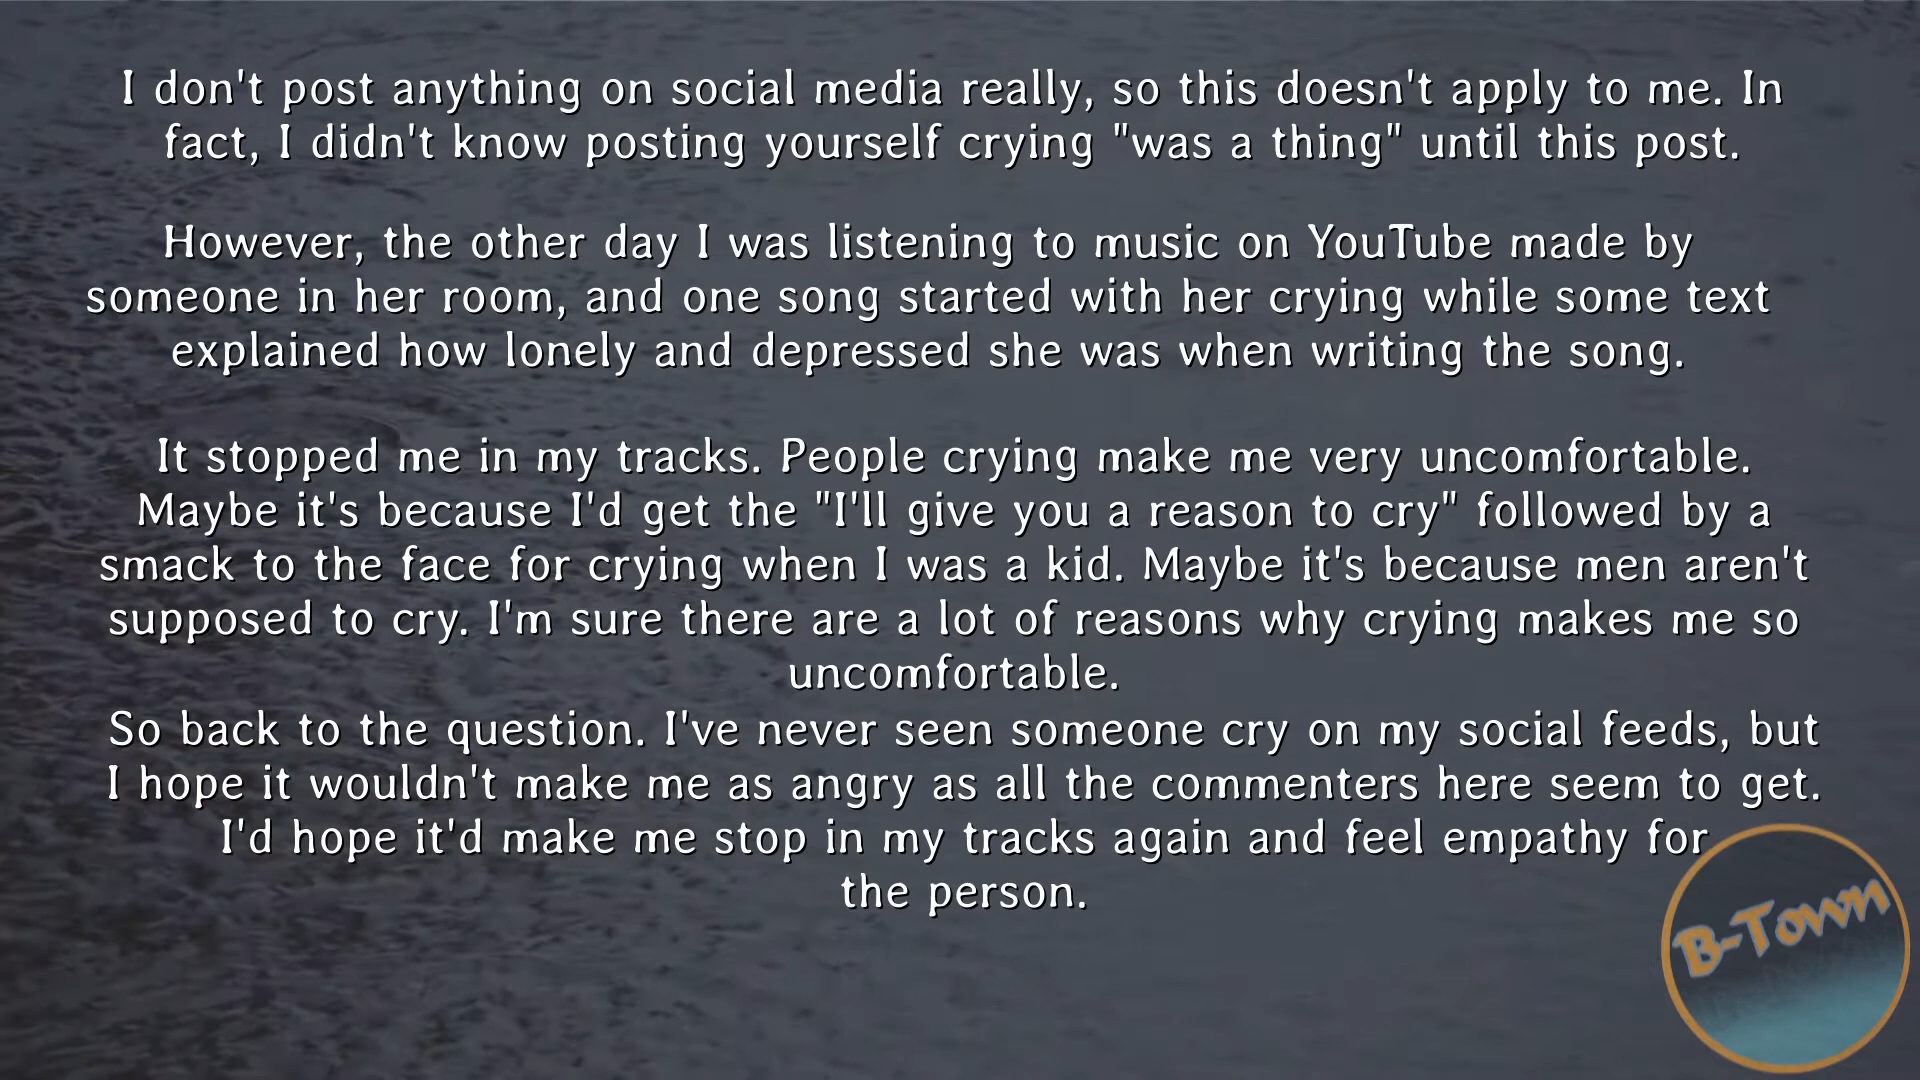 I don't post anything on social media really, so this doesn't apply to me. In
fact, I didn't know posting yourself crying "was a thing" until this post.
However, the other day I was listening to music on YouTube made by
someone in her room, and one song started with her crying while some text
explained how lonely and depressed she was when writing the song.
It stopped me in my tracks. People crying make me very uncomfortable.
Maybe it's because I'd get the "I'll give you a reason to cry" followed by a
smack to the face for crying when I was a kid. Maybe it's because men aren't
supposed to cry. I'm sure there are a lot of reasons why crying makes me so
uncomfortable.
So back to the question. I've never seen someone cry on my social feeds, but
I hope it wouldn't make me as angry as all the commenters here seem to get.
I'd hope it'd make me stop in my tracks again and feel empathy for
the person.
B-Town